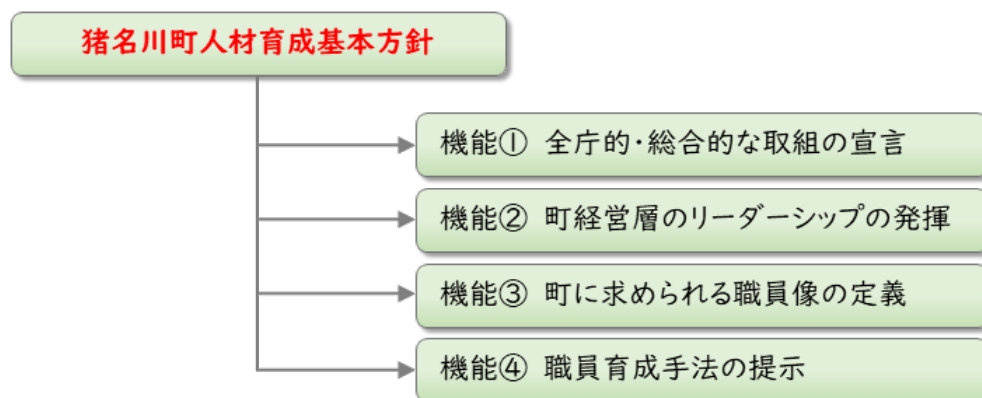 猪名川町人材育成基本方針
機能① 全庁的・総合的な取組の宣言
機能② 町経営層のリーダーシップの発揮
機能③ 町に求められる職員像の定義
機能④ 職員育成手法の提示